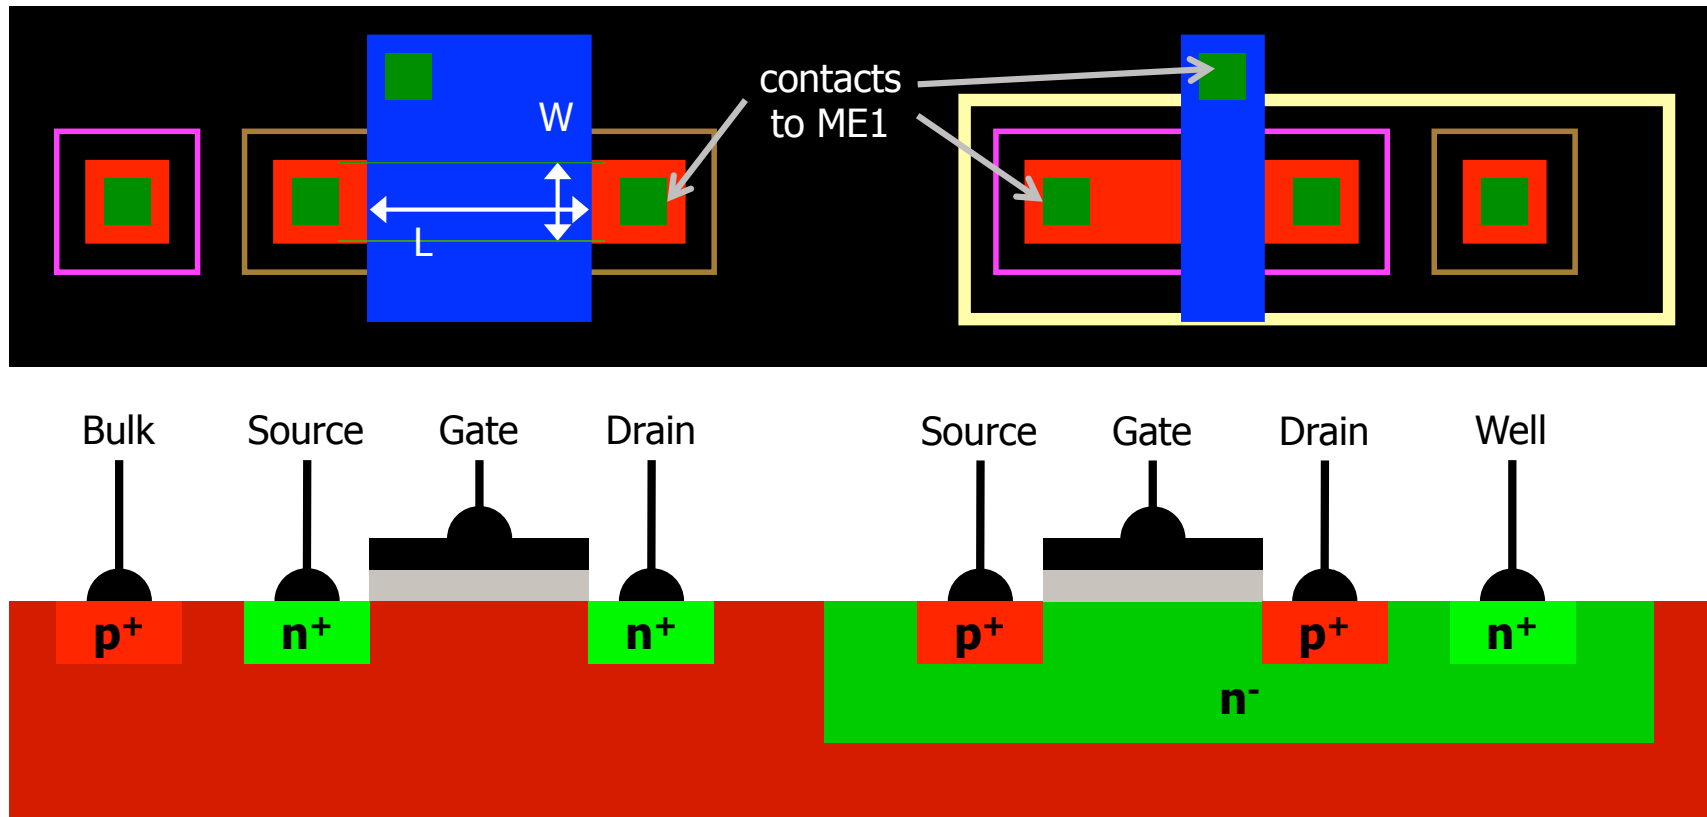 contacts
to ME1
W
L
Bulk Source Gate Drain Source Gate Drain Well
p⁺ n⁺ n⁺ p⁺ p⁺ n⁺
n⁻